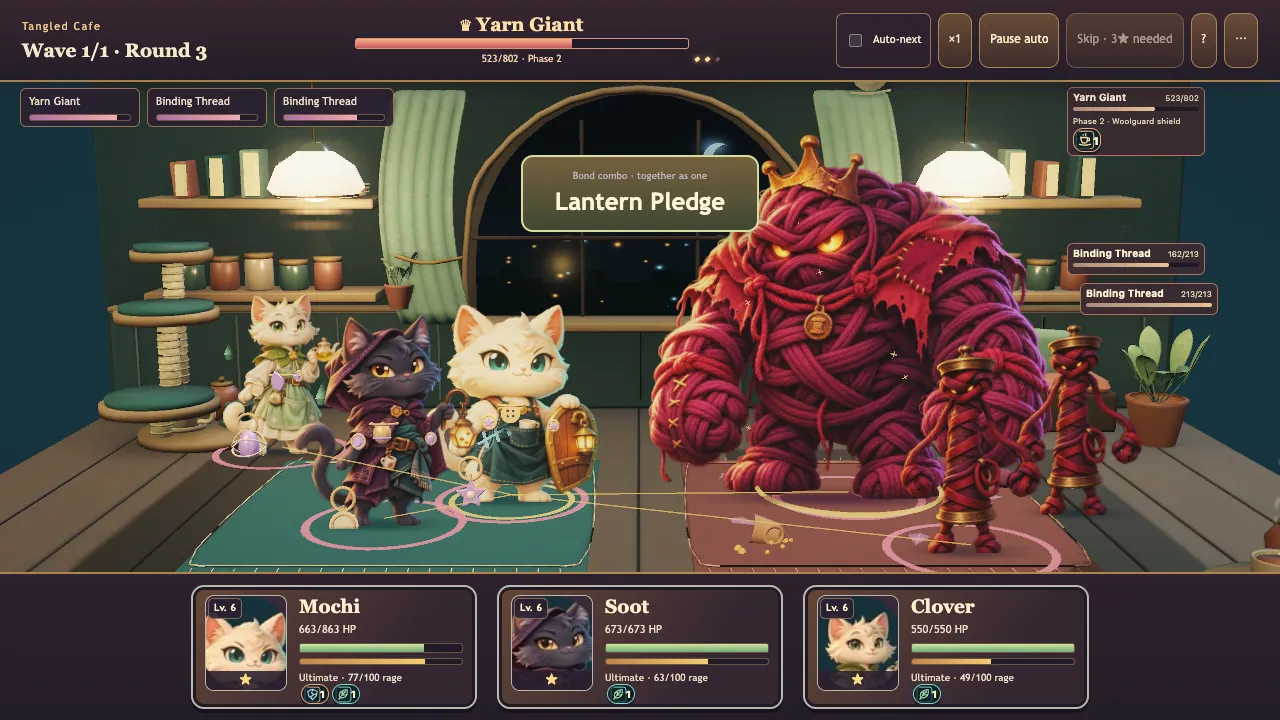 Tangled Cafe
Wave 1/1 · Round 3
♛ Yarn Giant
523/802 · Phase 2
Auto-next
×1
Pause auto
Skip · 3★ needed
?
...
Yarn Giant
Binding Thread
Binding Thread
Yarn Giant 523/802
Phase 2 · Woolguard shield
1
Bond combo · together as one
Lantern Pledge
Binding Thread 162/213
Binding Thread 213/213
Lv. 6
Mochi
663/863 HP
Ultimate · 77/100 rage
1 1
Lv. 6
Soot
673/673 HP
Ultimate · 63/100 rage
1
Lv. 6
Clover
550/550 HP
Ultimate · 49/100 rage
1